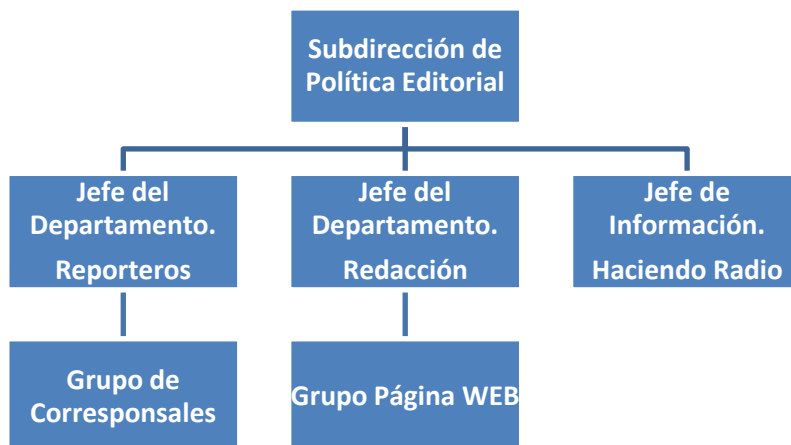 Subdirección de
Política Editorial
Jefe del
Departamento.
Reporteros
Jefe del
Departamento.
Redacción
Jefe de
Información.
Haciendo Radio
Grupo de
Corresponsales
Grupo Página WEB